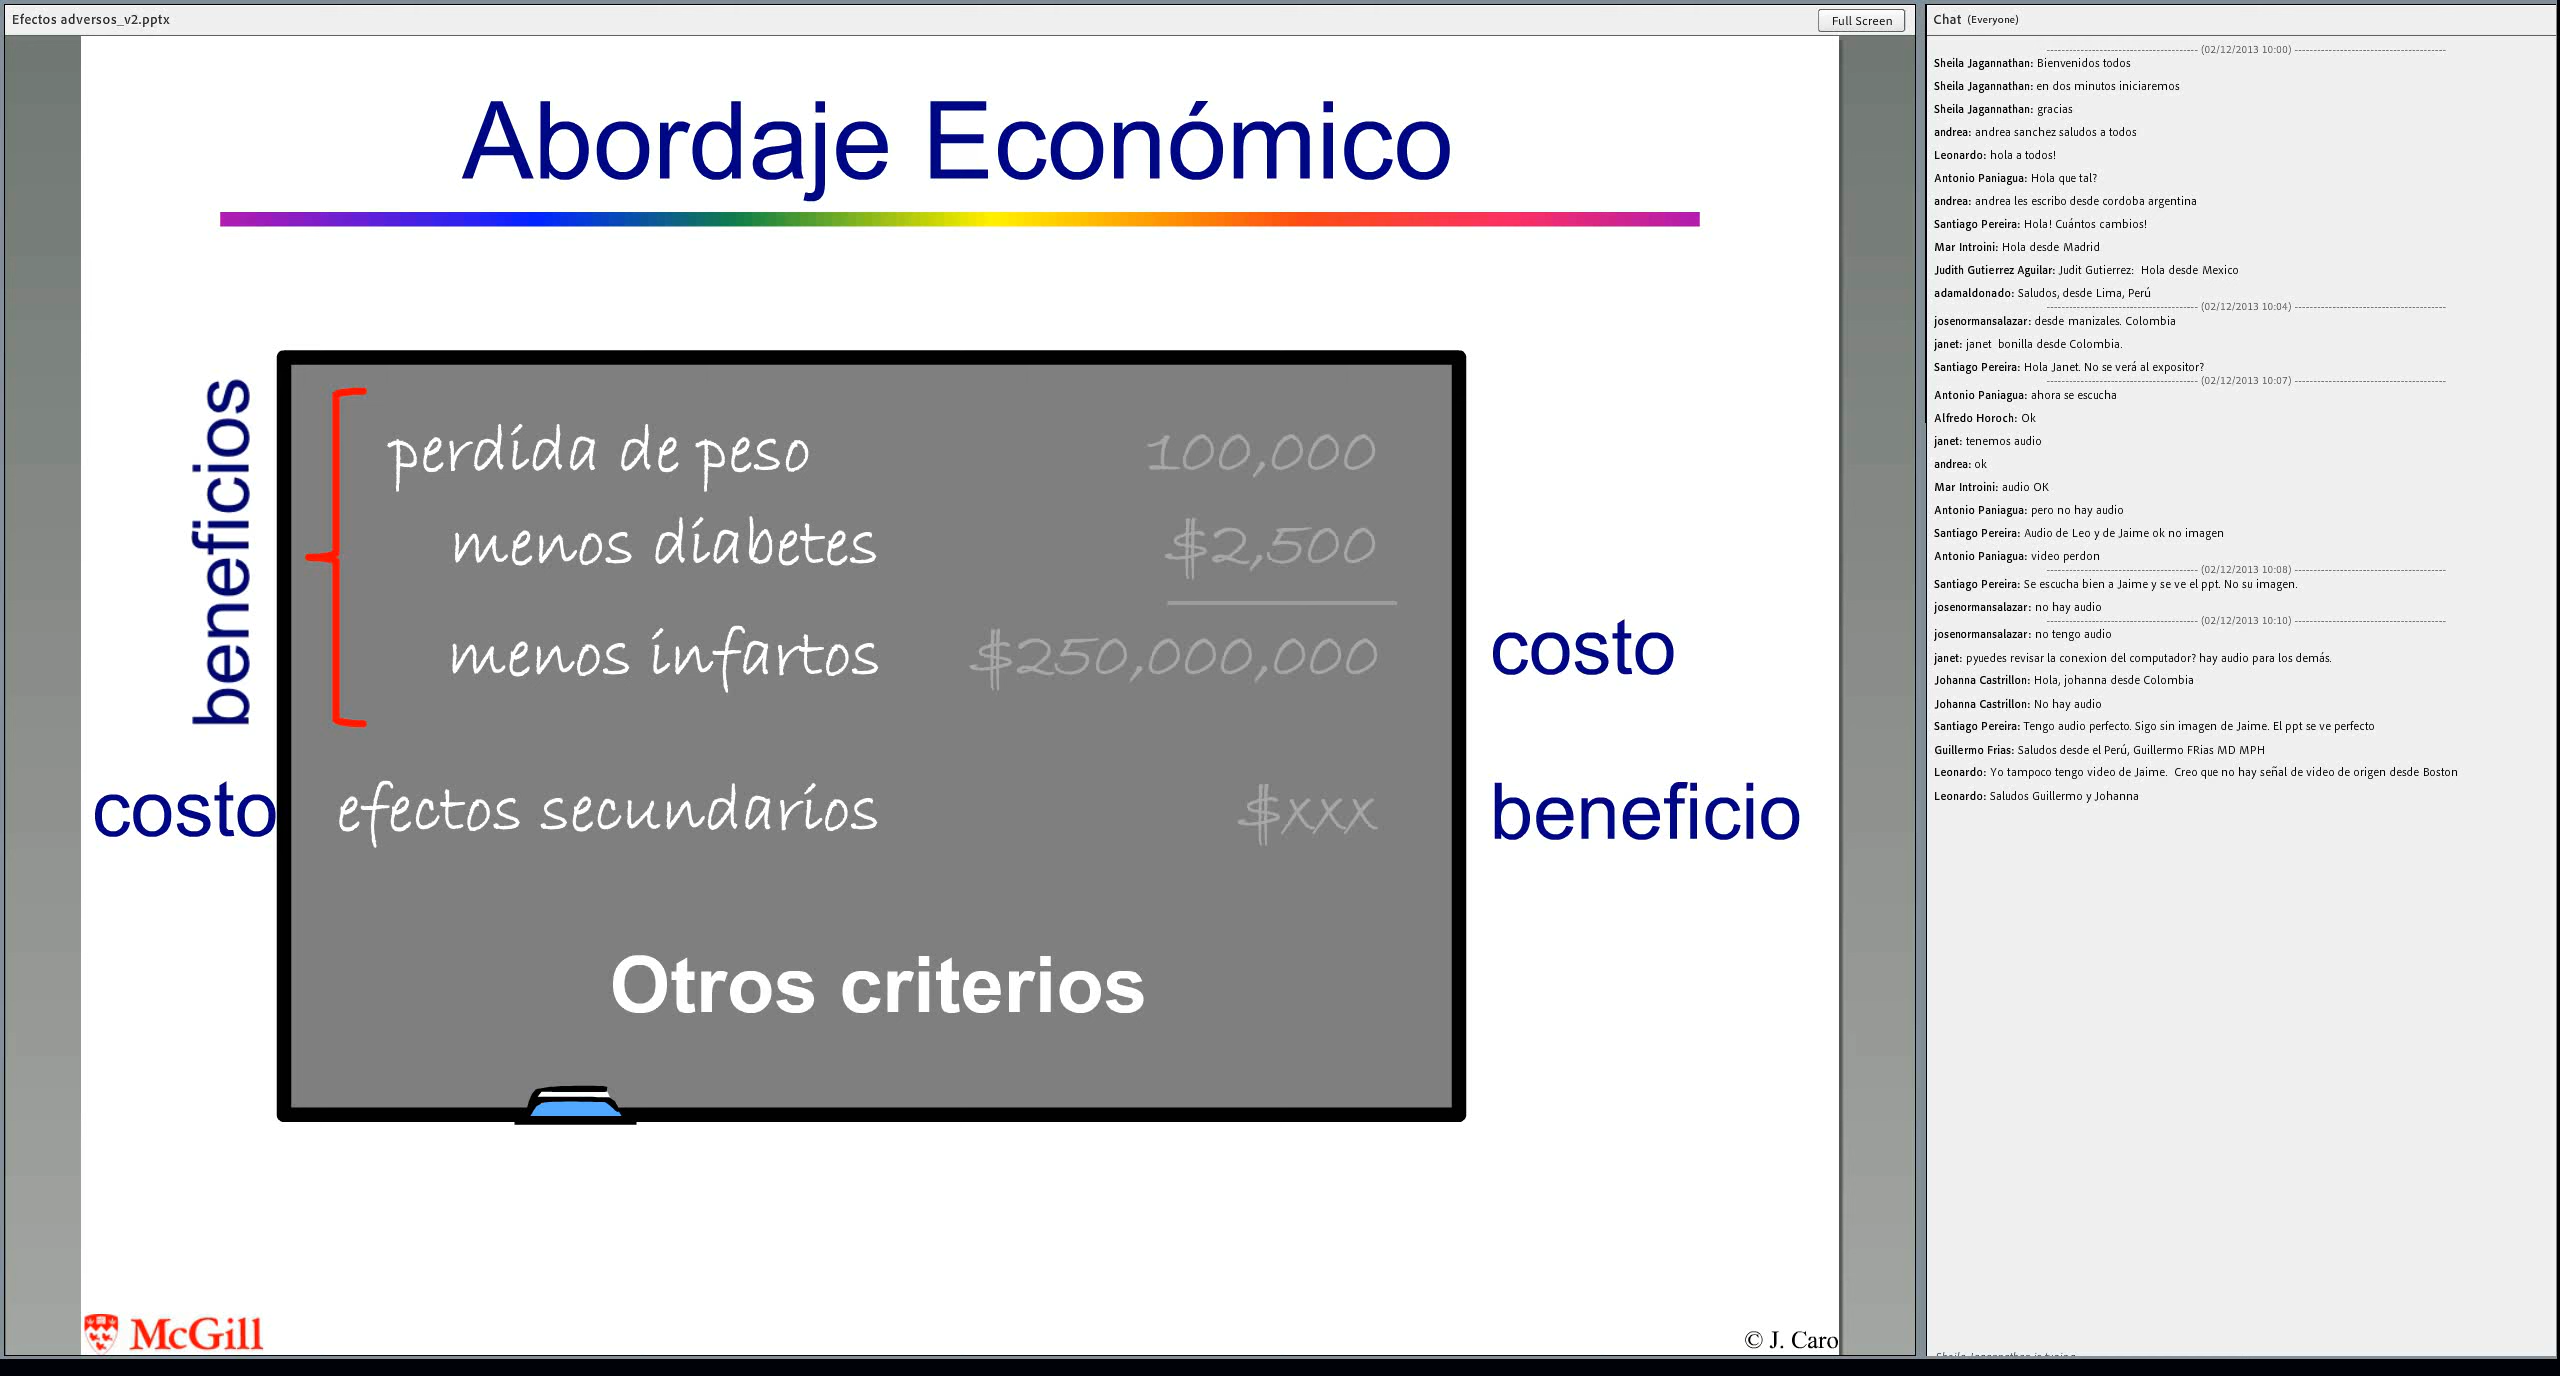 Efectos adversos_v2.pptx
Full Screen
Abordaje Económico
beneficios
perdida de peso 100,000
menos diabetes $2,500
menos infartos $250,000,000
costo
costo
efectos secundarios $xxx
beneficio
Otros criterios
McGill
© J. Caro
Chat (Everyone)
(02/12/2013 10:00)
Sheila Jagannathan: Bienvenidos todos
Sheila Jagannathan: en dos minutos iniciaremos
Sheila Jagannathan: gracias
andrea: andrea sanchez saludos a todos
Leonardo: hola a todos!
Antonio Paniagua: Hola que tal?
andrea: andrea les escribo desde cordoba argentina
Santiago Pereira: Hola! Cuántos cambios!
Mar Introini: Hola desde Madrid
Judith Gutierrez Aguilar: Judit Gutierrez: Hola desde Mexico
adamaldonado: Saludos, desde Lima, Perú
(02/12/2013 10:04)
josenormansalazar: desde manizales. Colombia
janet: janet bonilla desde Colombia.
Santiago Pereira: Hola Janet. No se verá al expositor?
(02/12/2013 10:07)
Antonio Paniagua: ahora se escucha
Alfredo Horoch: Ok
janet: tenemos audio
andrea: ok
Mar Introini: audio OK
Antonio Paniagua: pero no hay audio
Santiago Pereira: Audio de Leo y de Jaime ok no imagen
Antonio Paniagua: video perdon
(02/12/2013 10:08)
Santiago Pereira: Se escucha bien a Jaime y se ve el ppt. No su imagen.
josenormansalazar: no hay audio
(02/12/2013 10:10)
josenormansalazar: no tengo audio
janet: pyuedes revisar la conexion del computador? hay audio para los demás.
Johanna Castrillon: Hola, johanna desde Colombia
Johanna Castrillon: No hay audio
Santiago Pereira: Tengo audio perfecto. Sigo sin imagen de Jaime. El ppt se ve perfecto
Guillermo Frias: Saludos desde el Perú, Guillermo FRias MD MPH
Leonardo: Yo tampoco tengo video de Jaime. Creo que no hay señal de video de origen desde Boston
Leonardo: Saludos Guillermo y Johanna